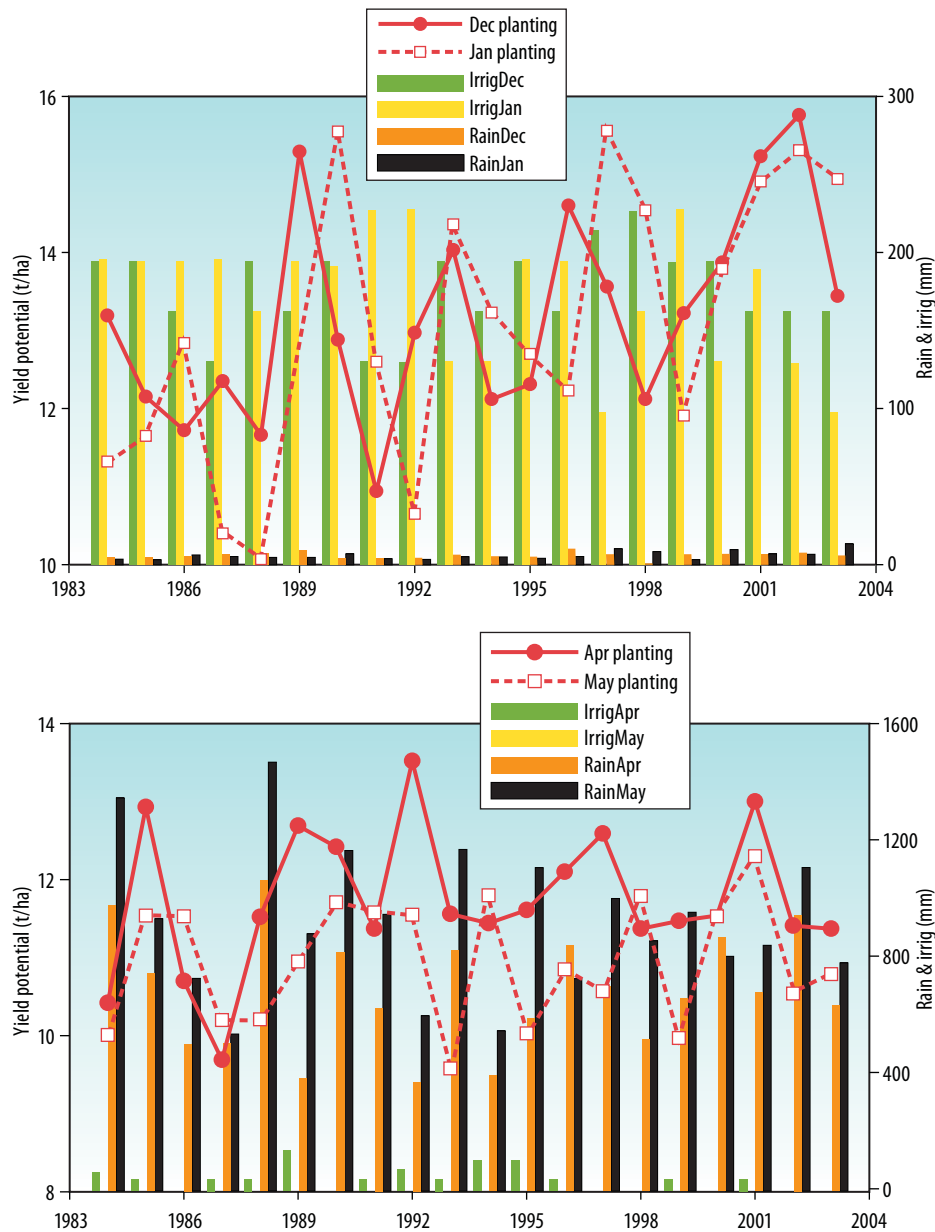 Dec planting
Jan planting
IrrigDec
IrrigJan
RainDec
RainJan
16
14
12
10
Yield potential (t/ha)
300
200
100
0
Rain & irrig (mm)
1983 1986 1989 1992 1995 1998 2001 2004
Apr planting
May planting
IrrigApr
IrrigMay
RainApr
RainMay
14
12
10
8
Yield potential (t/ha)
1600
1200
800
400
0
Rain & irrig (mm)
1983 1986 1989 1992 1995 1998 2001 2004